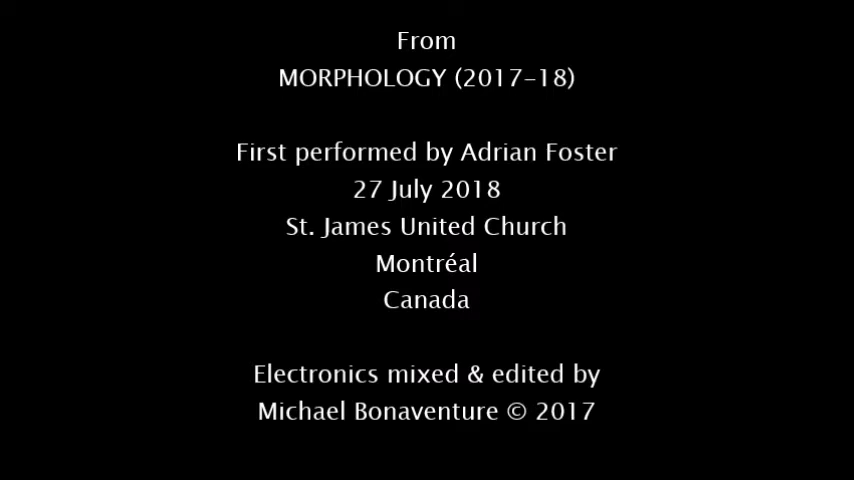 From
MORPHOLOGY (2017-18)
First performed by Adrian Foster
27 July 2018
St. James United Church
Montréal
Canada
Electronics mixed & edited by
Michael Bonaventure © 2017